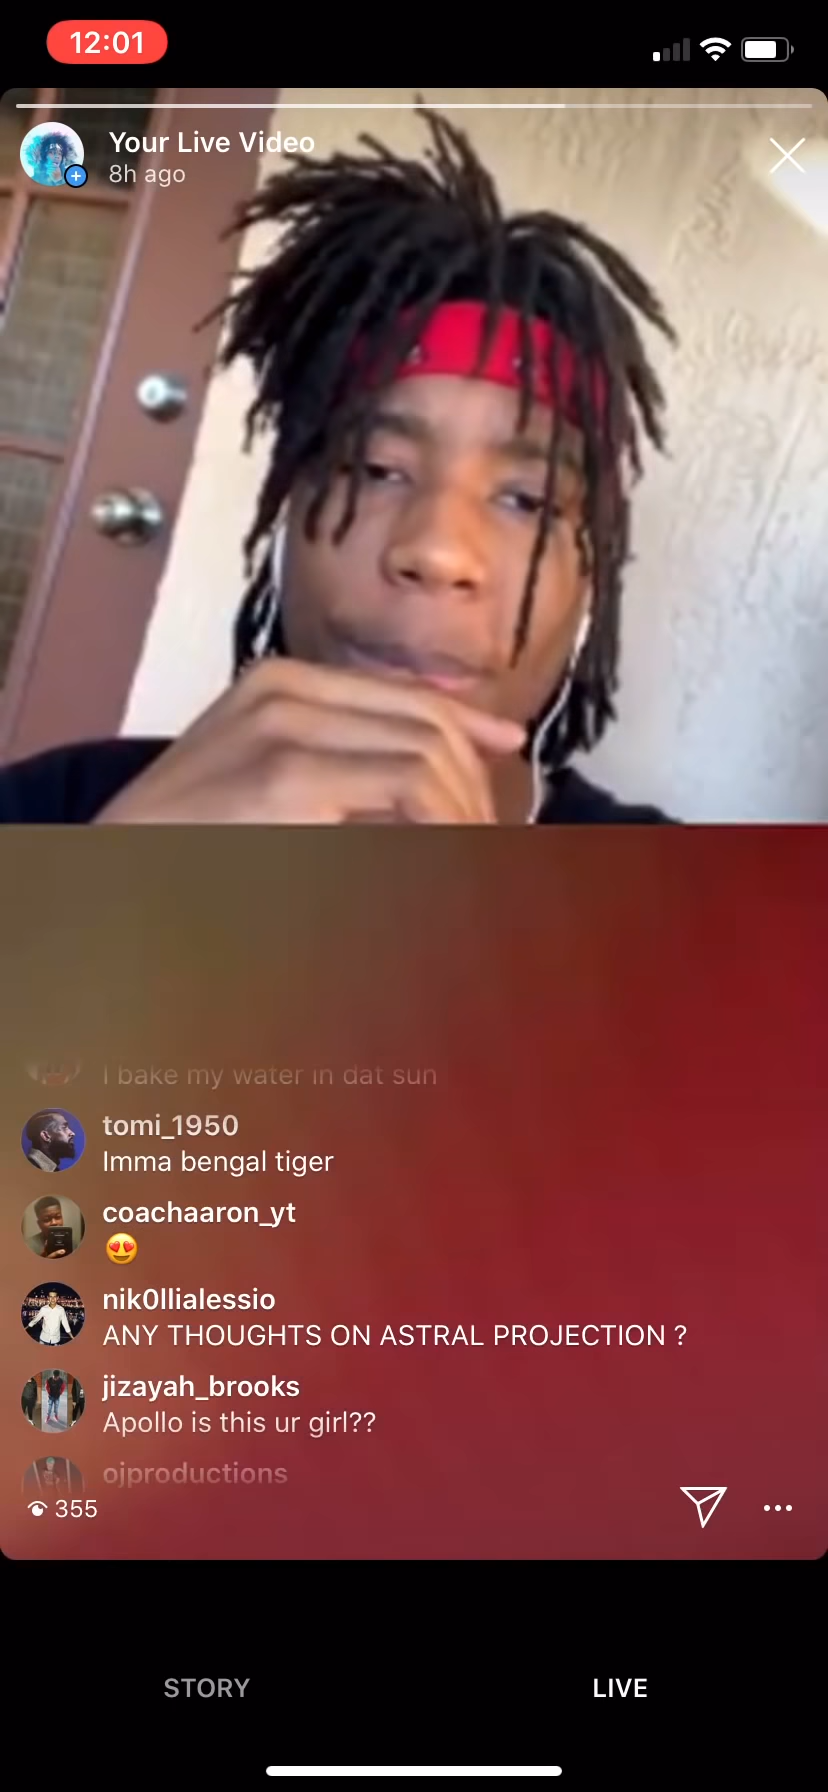 12:01
Your Live Video
8h ago
I bake my water in dat sun
tomi_1950
Imma bengal tiger
coachaaron_yt
😍
nik0llialessio
ANY THOUGHTS ON ASTRAL PROJECTION ?
jizayah_brooks
Apollo is this ur girl??
ojproductions
355
STORY
LIVE